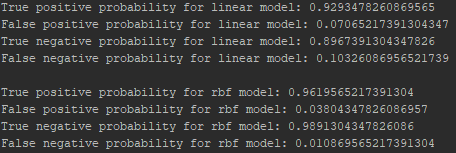 True positive probability for linear model: 0.9293478260869565
False positive probability for linear model: 0.07065217391304347
True negative probability for linear model: 0.8967391304347826
False negative probability for linear model: 0.10326086956521739
True positive probability for rbf model: 0.9619565217391304
False positive probability for rbf model: 0.03804347826086957
True negative probability for rbf model: 0.9891304347826086
False negative probability for rbf model: 0.010869565217391304